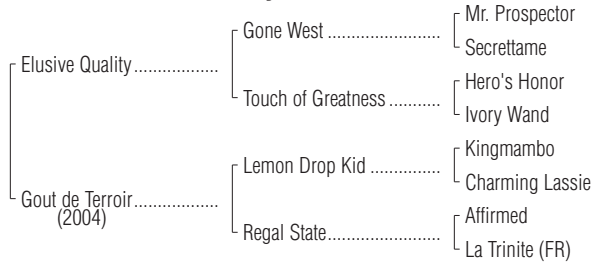 Mr. Prospector
Gone West ....................
Secrettame
Elusive Quality..................
Hero's Honor
Touch of Greatness ...........
Ivory Wand
Kingmambo
Lemon Drop Kid ...............
Charming Lassie
Gout de Terroir..................
(2004)
Affirmed
Regal State........................
La Trinite (FR)